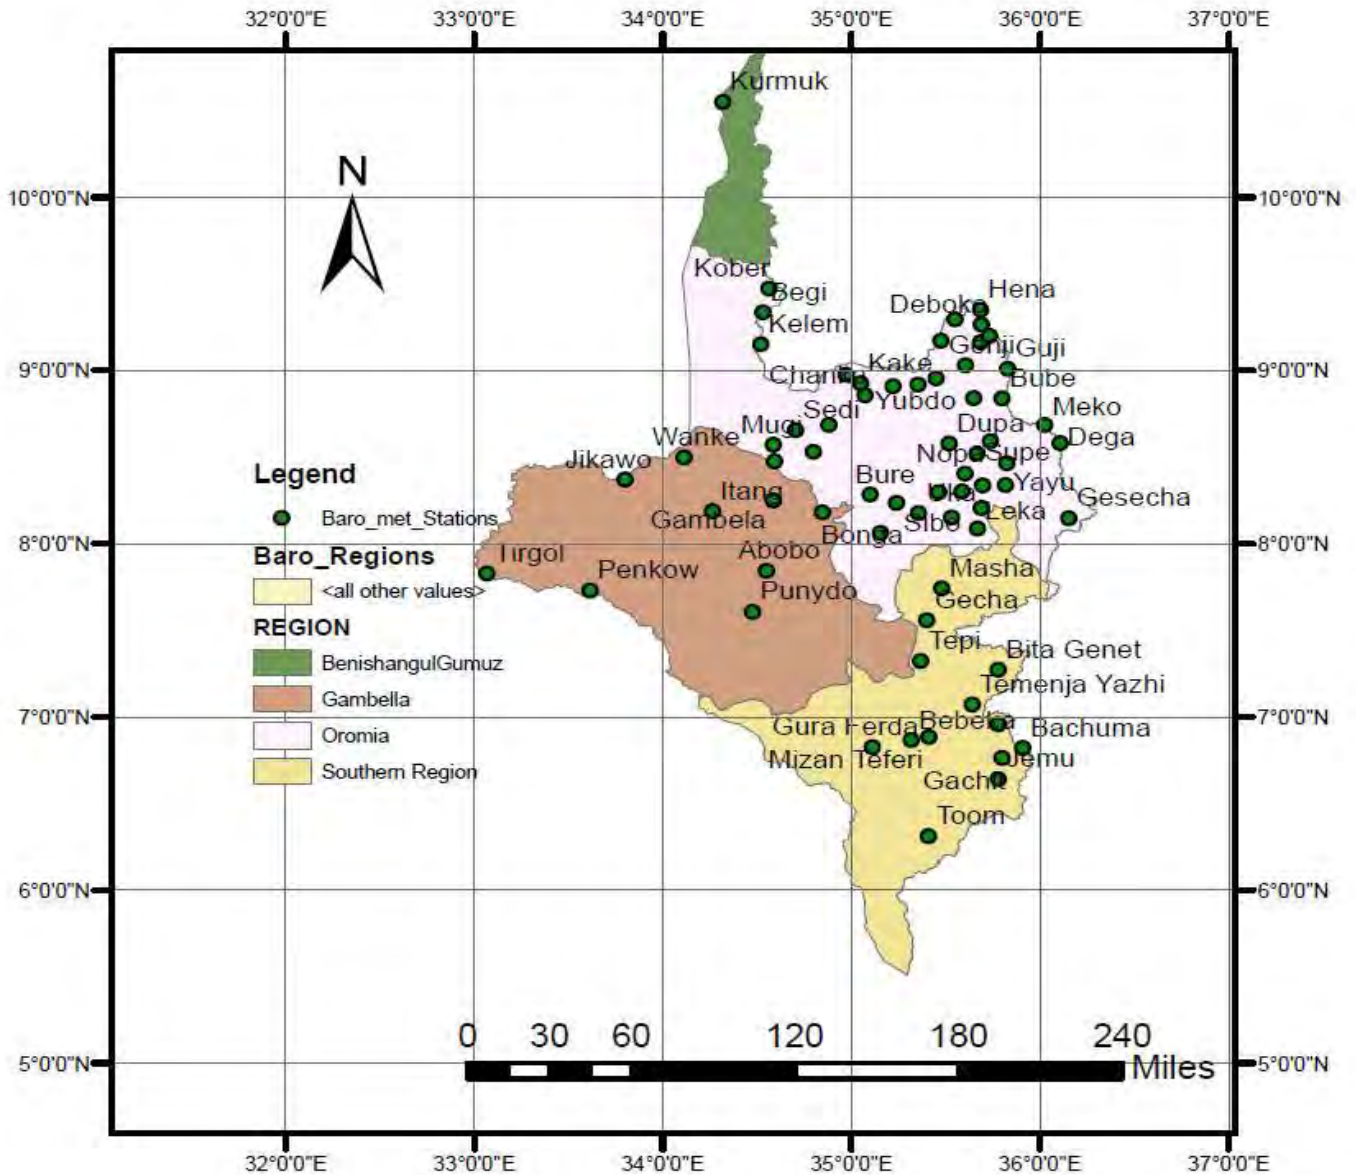 32°0'0"E 33°0'0"E 34°0'0"E 35°0'0"E 36°0'0"E 37°0'0"E
Kurmuk
N
10°0'0"N 10°0'0"N
Kober
Begi
Hena
Deboka
Kelem
Genji Guji
9°0'0"N 9°0'0"N
Kake
Chanka
Bube
Yubdo
Sedi
Meko
Mugi
Dupa
Wanke
Dega
Jikawo
Nopa Supe
Legend
Bure
Yayu
Itang
Uka
Gesecha
Baro_met_Stations
Gambela
Sibo
Leka
Bonga
8°0'0"N 8°0'0"N
Baro_Regions
Tirgol
Abobo
Penkow
Masha
<all other values>
Punydo
Gecha
REGION
Tepi
Bita Genet
BenishangulGumuz
Temenja Yazhi
Gambella
7°0'0"N 7°0'0"N
Gura Ferda
Bebeka
Bachuma
Oromia
Mizan Teferi
Jemu
Southern Region
Gachit
Toom
6°0'0"N 6°0'0"N
0 30 60 120 180 240
5°0'0"N 5°0'0"N
Miles
32°0'0"E 33°0'0"E 34°0'0"E 35°0'0"E 36°0'0"E 37°0'0"E